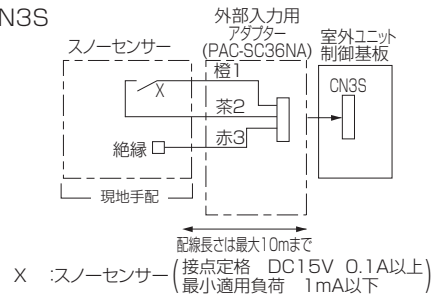 N3S
外部入力用
アダプター
(PAC-SC36NA)
スノーセンサー
室外ユニット
制御基板
橙1
CN3S
X
茶2
赤3
絶縁
現地手配
配線長さは最大10mまで
X :スノーセンサー(接点定格 DC15V 0.1A以上
最小適用負荷 1mA以下)